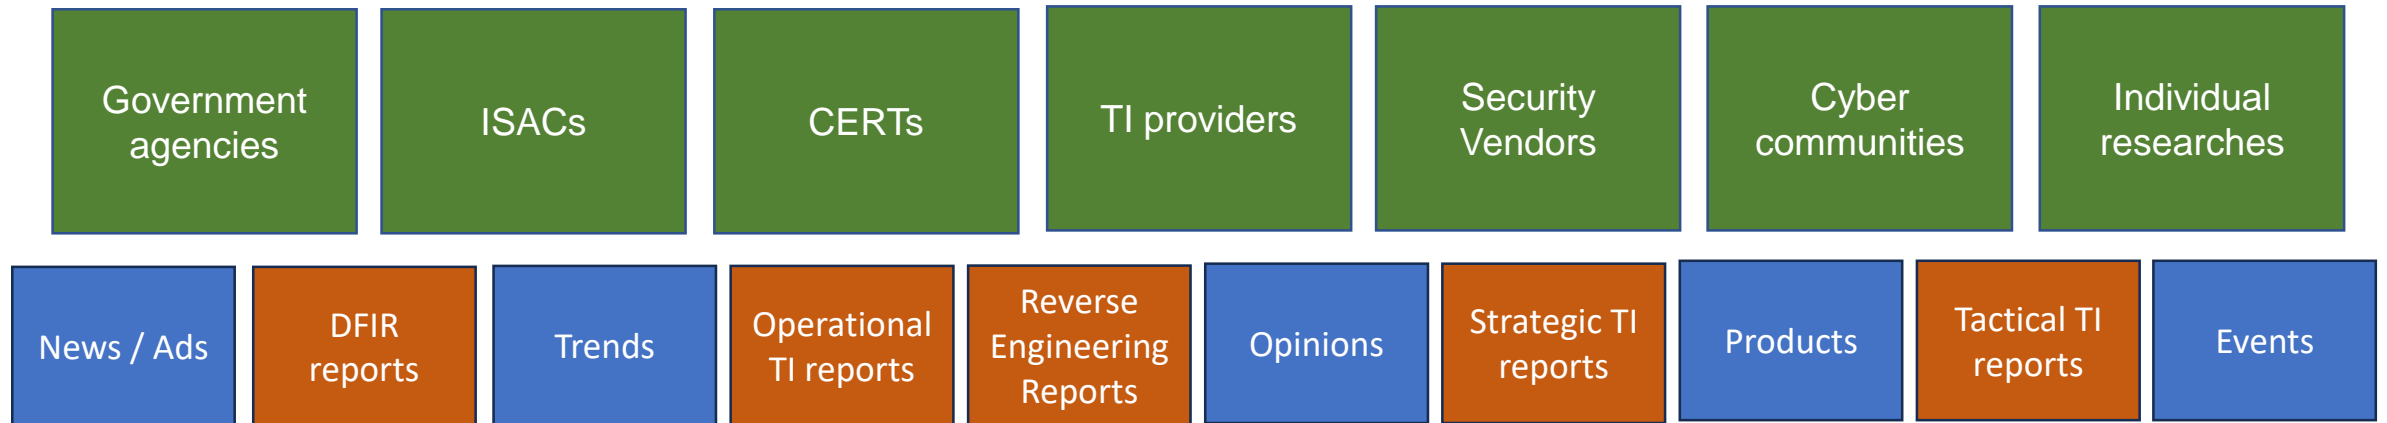 Government
agencies
ISACs
CERTs
TI providers
Security
Vendors
Cyber
communities
Individual
researches
News / Ads
DFIR
reports
Trends
Operational
TI reports
Reverse
Engineering
Reports
Opinions
Strategic TI
reports
Products
Tactical TI
reports
Events